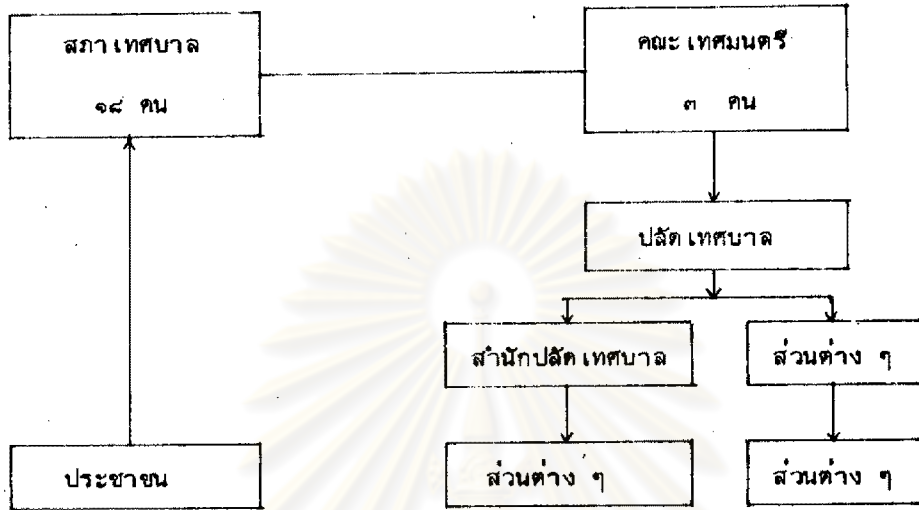 สภาเทศบาล
๑๘ คน
คณะเทศมนตรี
๓ คน
ปลัดเทศบาล
สำนักปลัดเทศบาล
ส่วนต่าง ๆ
ประชาชน
ส่วนต่าง ๆ
ส่วนต่าง ๆ